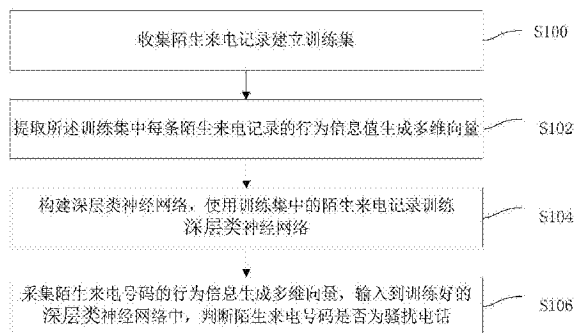 收集陌生来电记录建立训练集
S100
提取所述训练集中每条陌生来电记录的行为信息值生成多维向量
S102
构建深层类神经网络，使用训练集中的陌生来电记录训练
深层类神经网络
S104
采集陌生来电号码的行为信息生成多维向量，输入到训练好的
深层类神经网络中，判断陌生来电号码是否为骚扰电话
S106